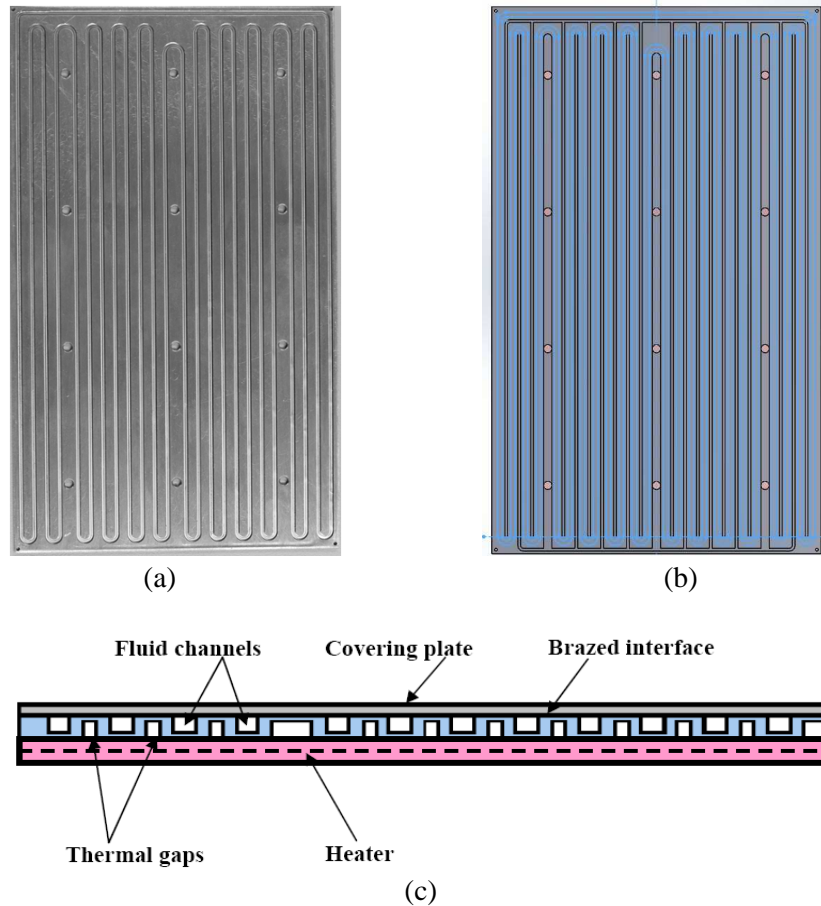 (a)
(b)
Fluid channels
Covering plate
Brazed interface
Thermal gaps
Heater
(c)